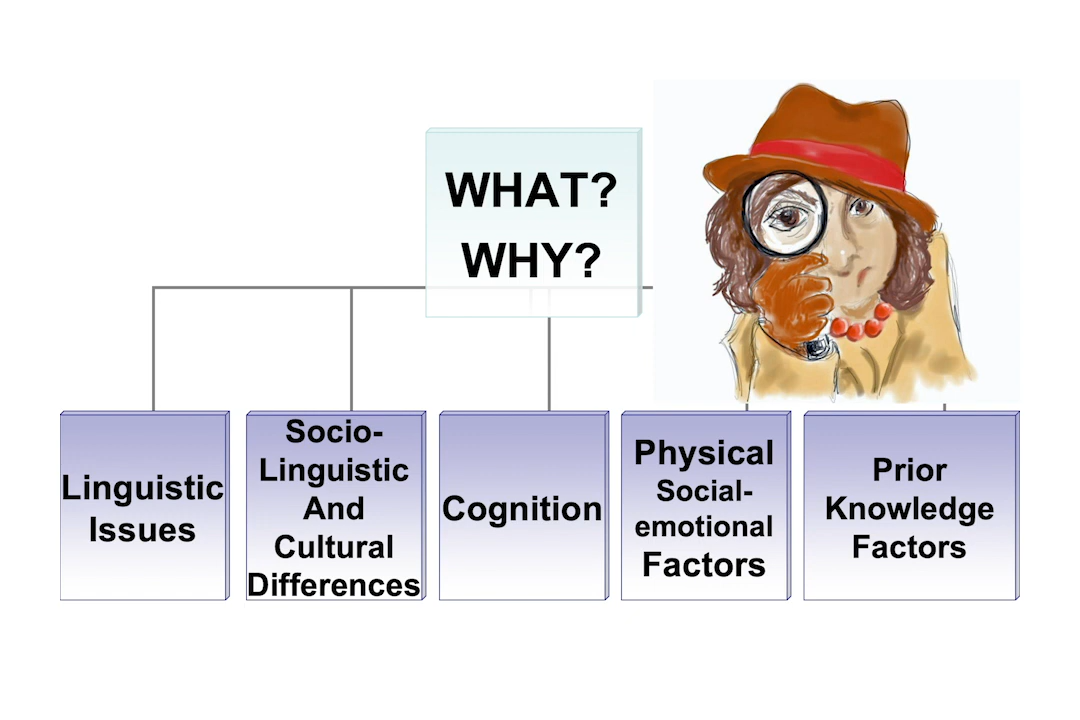 WHAT?
WHY?
Linguistic
Issues
Socio-
Linguistic
And
Cultural
Differences
Cognition
Physical
Social-
emotional
Factors
Prior
Knowledge
Factors